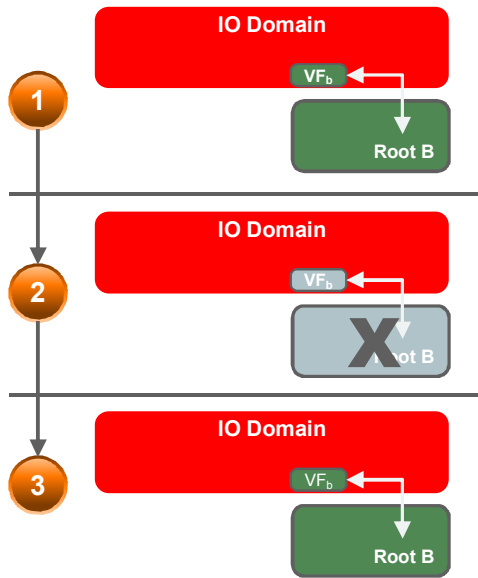 IO Domain
VFb
1
Root B
IO Domain
2
VFb
X
Root B
IO Domain
3
VFb
Root B